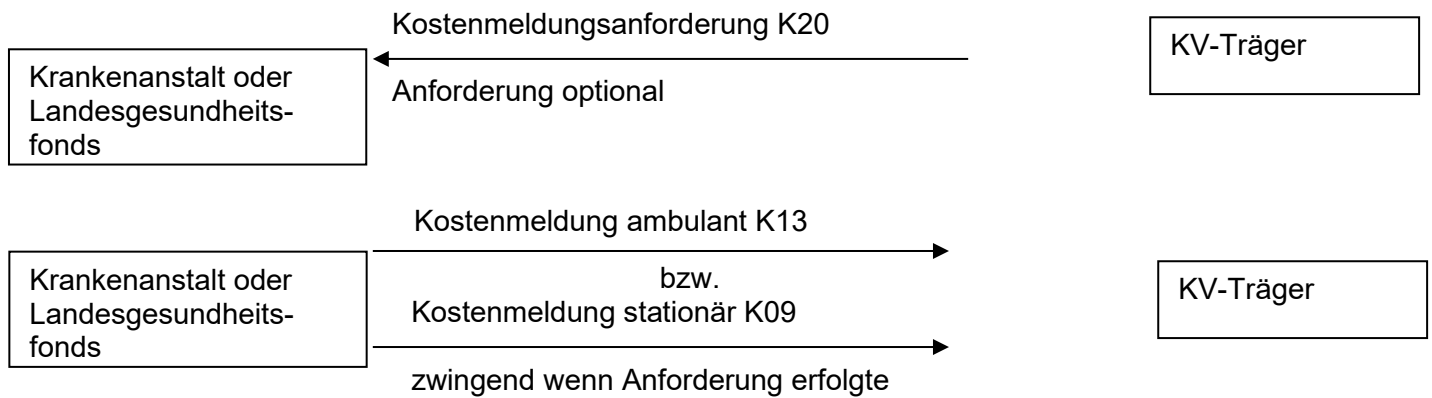 Kostenmeldungsanforderung K20
KV-Träger
Krankenanstalt oder
Landesgesundheits-
fonds
Anforderung optional
Kostenmeldung ambulant K13
Krankenanstalt oder
Landesgesundheits-
fonds
bzw.
Kostenmeldung stationär K09
KV-Träger
zwingend wenn Anforderung erfolgte